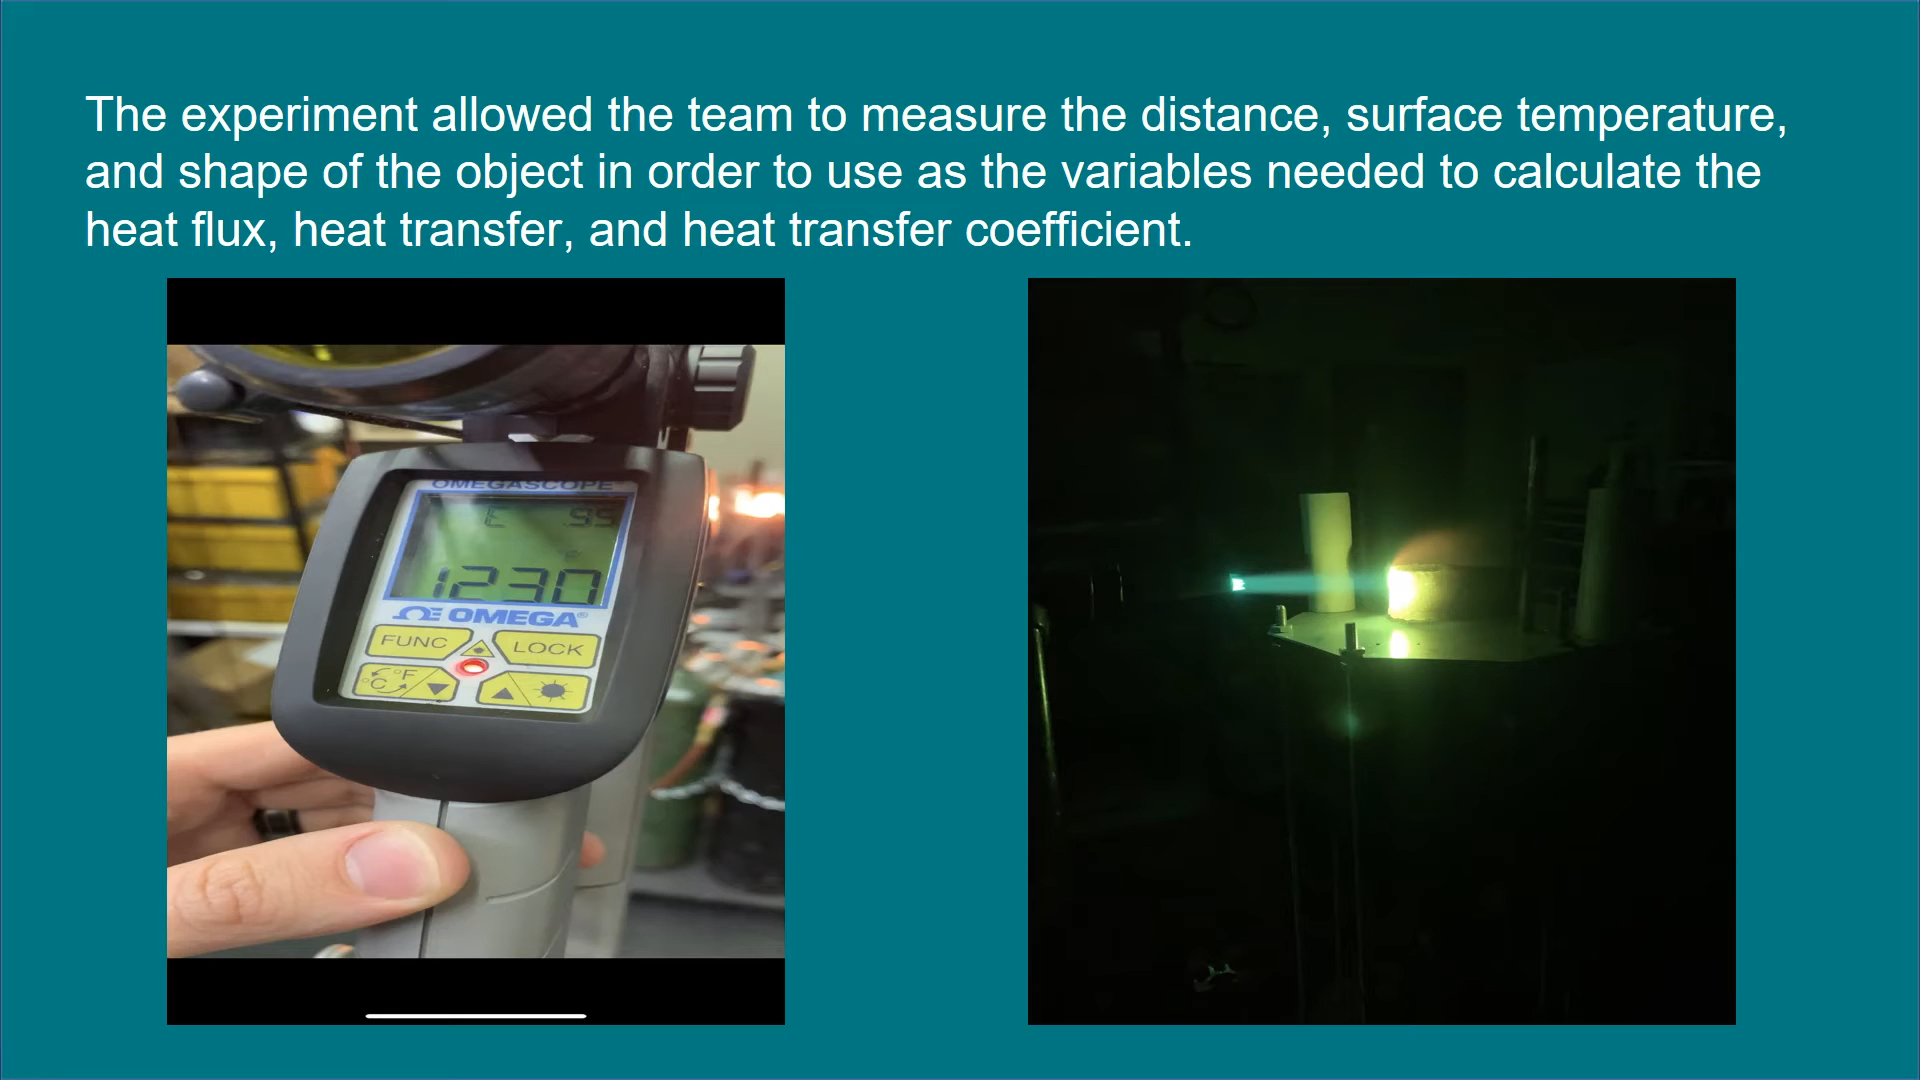 The experiment allowed the team to measure the distance, surface temperature,
and shape of the object in order to use as the variables needed to calculate the
heat flux, heat transfer, and heat transfer coefficient.
OMEGASCOPE
E .95
1230
OMEGA®
FUNC LOCK
°C °F